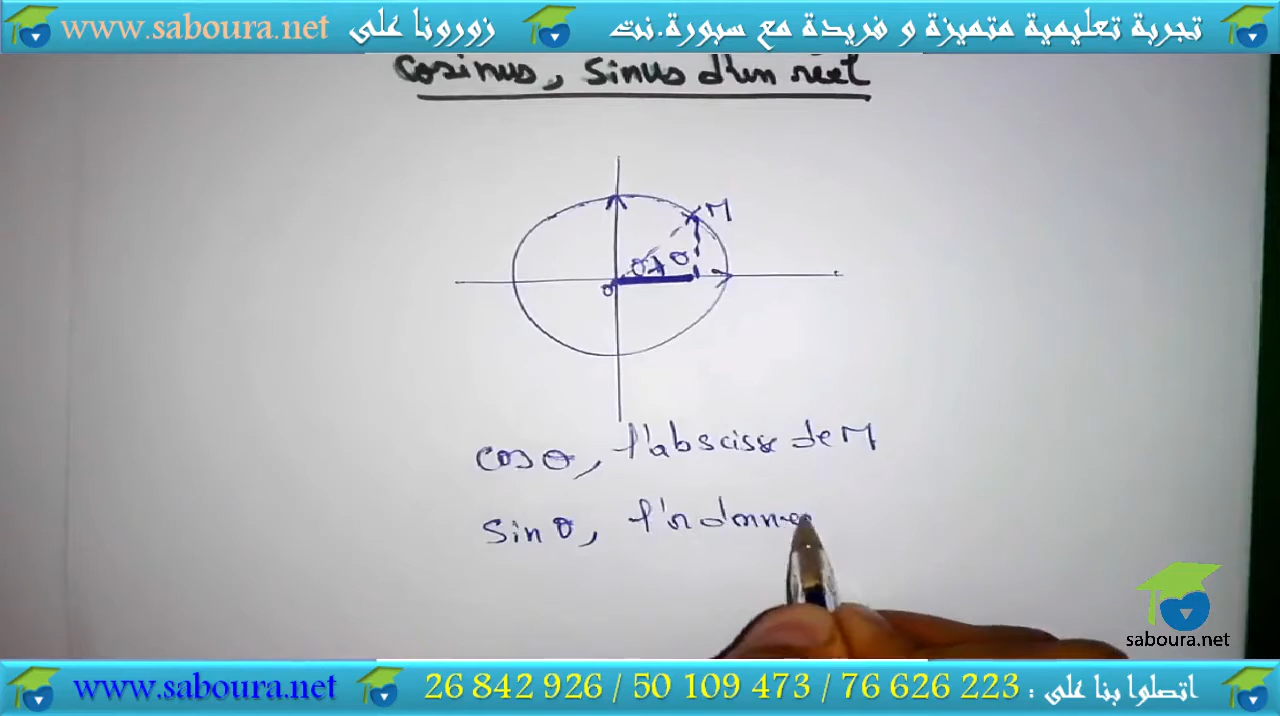 www.saboura.net زورونا على تجربة تعليمية متميزة و فريدة مع سبورة.نت
Cosinus, Sinus d'un réel
M
θ θ
o
cos θ, l'abscisse de M
sin θ, l'ordonnée
saboura.net
www.saboura.net 26 842 926 / 50 109 473 / 76 626 223 : اتصلوا بنا على